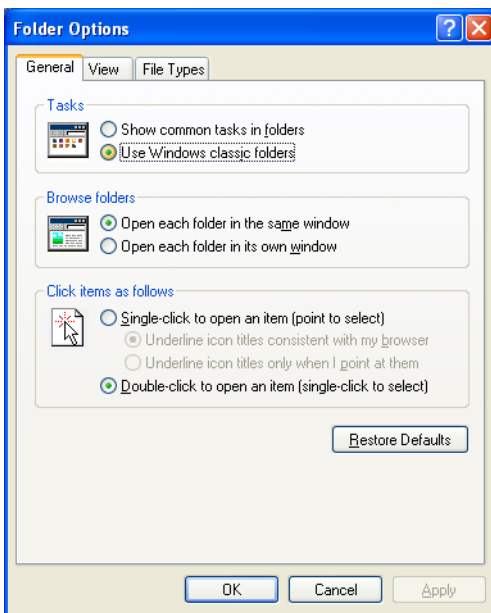 Folder Options
General View File Types
Tasks
Show common tasks in folders
Use Windows classic folders
Browse folders
Open each folder in the same window
Open each folder in its own window
Click items as follows
Single-click to open an item (point to select)
Underline icon titles consistent with my browser
Underline icon titles only when I point at them
Double-click to open an item (single-click to select)
Restore Defaults
OK Cancel Apply